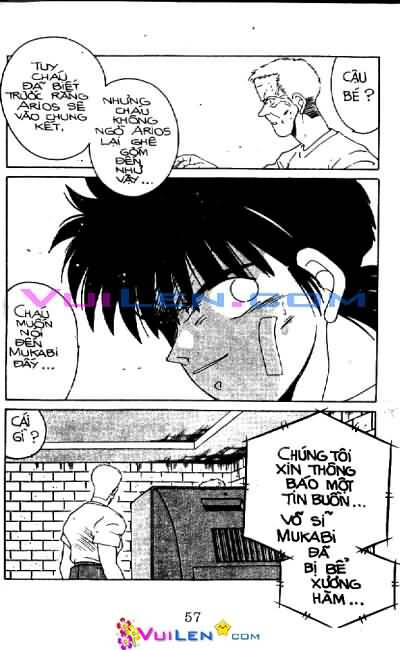 TUY,
CHÁU
ĐÃ BIẾT
TRƯỚC RẰNG
ARIOS SẼ
VÀO CHUNG
KẾT,
NHƯNG
CHÁU
KHÔNG
NGỜ ARIOS
LẠI GHÊ
GỚM
ĐẾN
NHƯ
VẬY...
CẬU
BÉ?
CHÁU
MUỐN
NÓI
ĐẾN
MUKABI
ĐẤY...
VUILEN.COM
CÁI
GÌ?
CHÚNG TÔI
XIN THÔNG
BÁO MỘT
TIN BUỒN...
VÕ SĨ
MUKABI
ĐÃ
BỊ BỂ
XƯƠNG
HÀM...
57
VUILEN.COM